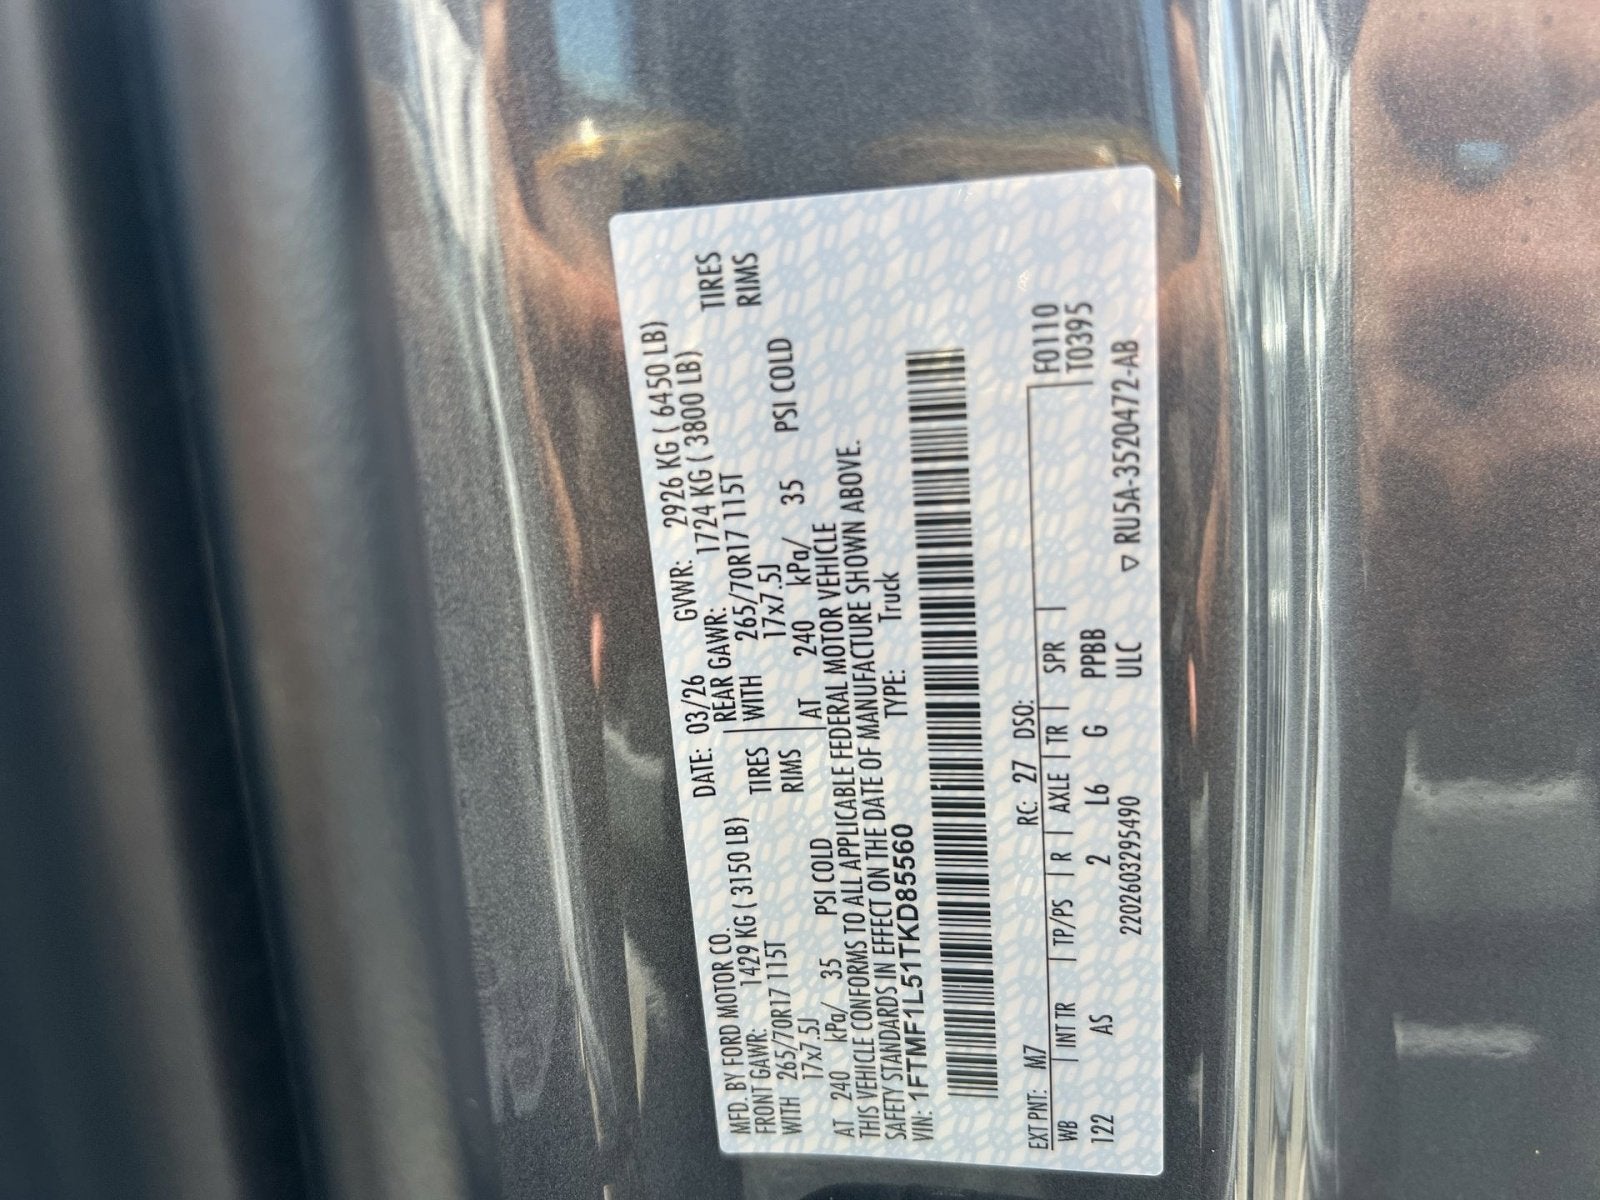 MFD. BY FORD MOTOR CO.
DATE: 03/26 GVWR: 2926 KG ( 6450 LB)
FRONT GAWR: 1429 KG ( 3150 LB) REAR GAWR: 1724 KG ( 3800 LB)
WITH 265/70R17 115T TIRES WITH 265/70R17 115T TIRES
17x7.5J RIMS 17x7.5J RIMS
AT 240 kPa/ 35 PSI COLD AT 240 kPa/ 35 PSI COLD
THIS VEHICLE CONFORMS TO ALL APPLICABLE FEDERAL MOTOR VEHICLE
SAFETY STANDARDS IN EFFECT ON THE DATE OF MANUFACTURE SHOWN ABOVE.
VIN: 1FTMF1L51TKD85560 TYPE: Truck
EXT PNT: M7 RC: 27 DSO: F0110
WB | INT TR | TP/PS | R | AXLE | TR | SPR | T0395
122 AS 2 L6 G PPBB
2202603295490 ULC ▽ RU5A-3520472-AB